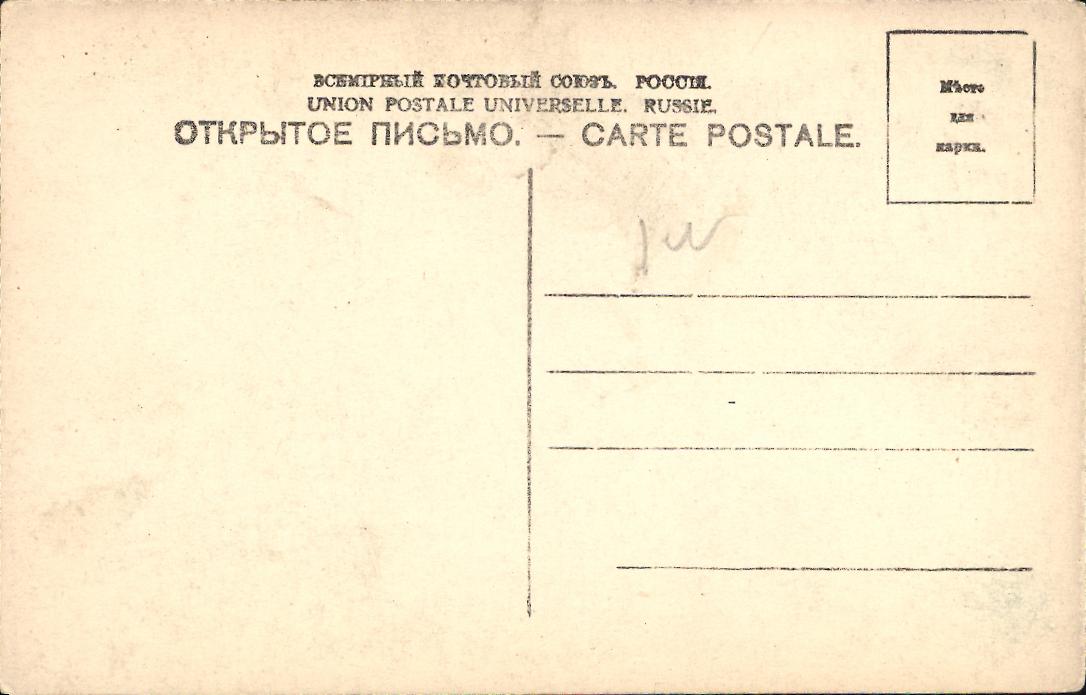 ВСЕМІРНЫЙ ПОЧТОВЫЙ СОЮЗЪ. РОССІЯ.
UNION POSTALE UNIVERSELLE. RUSSIE.
ОТКРЫТОЕ ПИСЬМО. — CARTE POSTALE.
Мѣсто
для
марки.